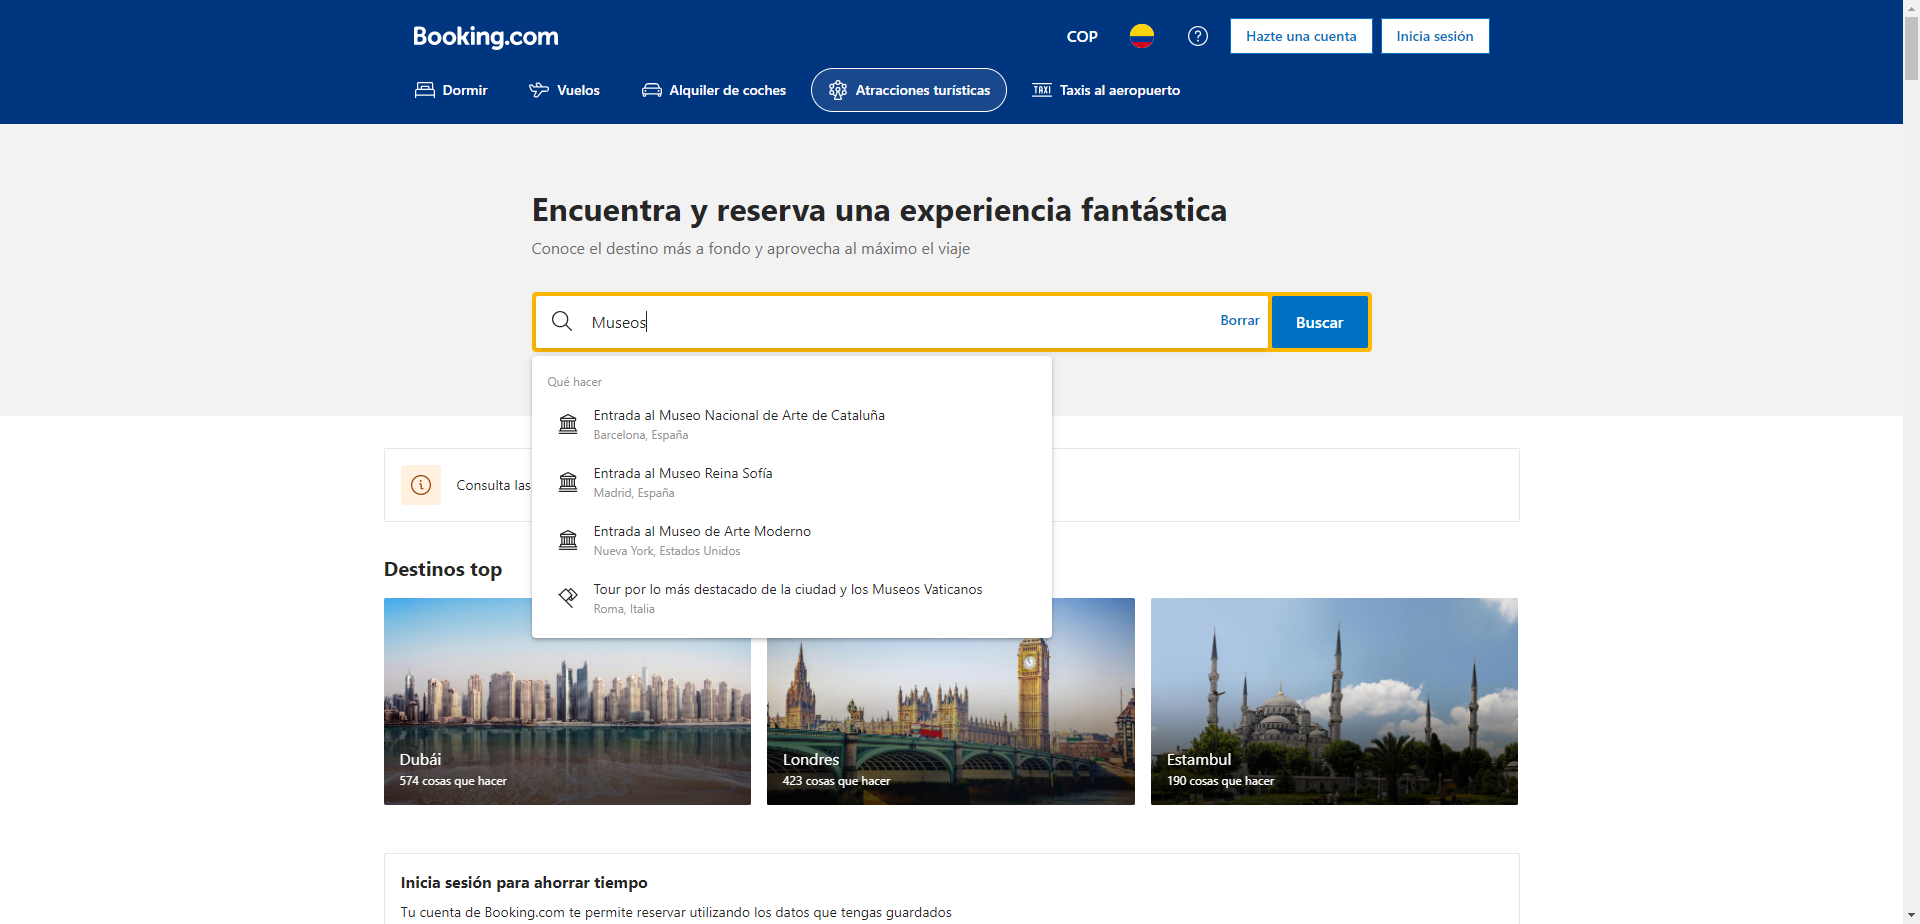 Booking.com
COP
Hazte una cuenta
Inicia sesión
Dormir
Vuelos
Alquiler de coches
Atracciones turísticas
TAXI
Taxis al aeropuerto
Encuentra y reserva una experiencia fantástica
Conoce el destino más a fondo y aprovecha al máximo el viaje
Museos
Borrar
Buscar
Qué hacer
Entrada al Museo Nacional de Arte de Cataluña
Barcelona, España
Entrada al Museo Reina Sofía
Madrid, España
Entrada al Museo de Arte Moderno
Nueva York, Estados Unidos
Tour por lo más destacado de la ciudad y los Museos Vaticanos
Roma, Italia
Consulta las
Destinos top
Dubái
574 cosas que hacer
Londres
423 cosas que hacer
Estambul
190 cosas que hacer
Inicia sesión para ahorrar tiempo
Tu cuenta de Booking.com te permite reservar utilizando los datos que tengas guardados